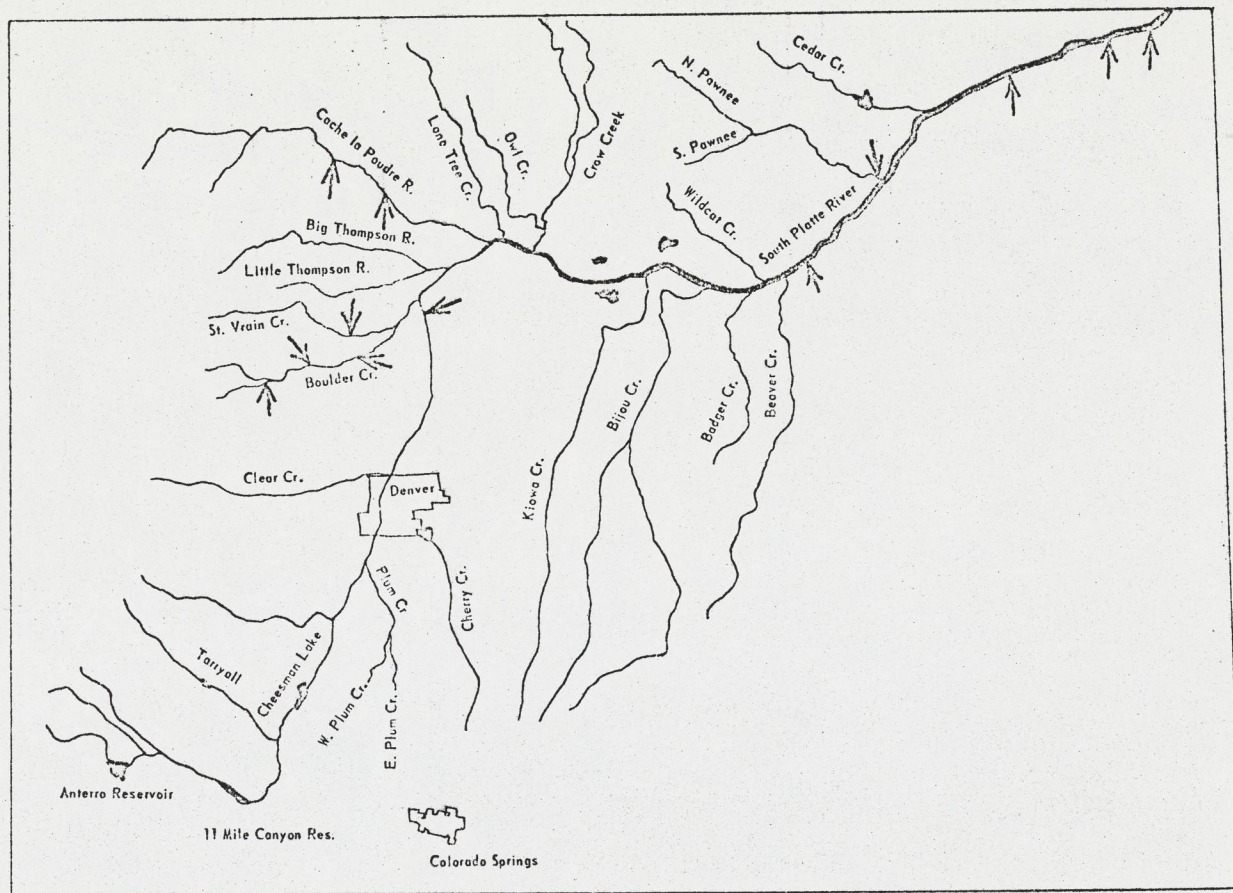 Cedar Cr.
N. Pawnee
S. Pawnee
Cache la Poudre R.
Lone Tree Cr.
Owl Cr.
Crow Creek
Wildcat Cr.
South Platte River
Big Thompson R.
Little Thompson R.
St. Vrain Cr.
Boulder Cr.
Kiowa Cr.
Bijou Cr.
Badger Cr.
Beaver Cr.
Clear Cr.
Denver
Plum Cr
Cherry Cr.
Tarryall
Cheesman Lake
W. Plum Cr.
E. Plum Cr.
Anterro Reservoir
11 Mile Canyon Res.
Colorado Springs